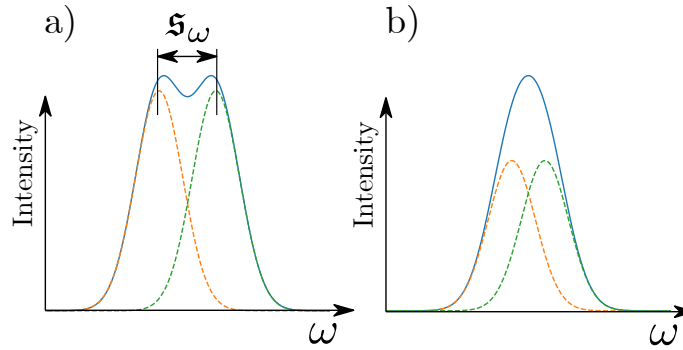 a)
𝔰ω
Intensity
ω
b)
Intensity
ω